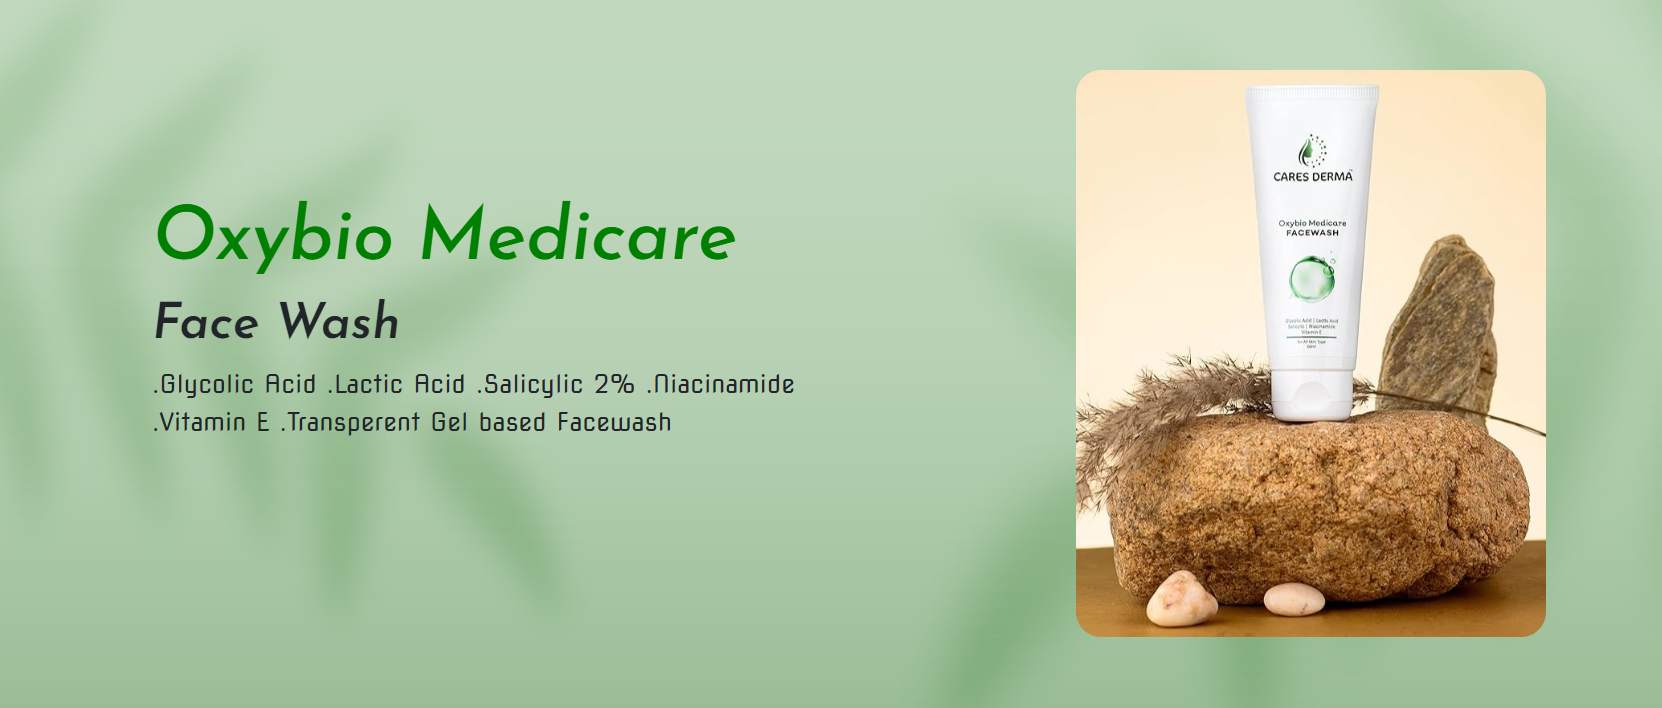 Oxybio Medicare
Face Wash
.Glycolic Acid .Lactic Acid .Salicylic 2% .Niacinamide
.Vitamin E .Transperent Gel based Facewash
CARES DERMA
Oxybio Medicare
FACEWASH
Glycolic Acid | Lactic Acid
Salicylic | Niacinamide
Vitamin E
For All Skin Type